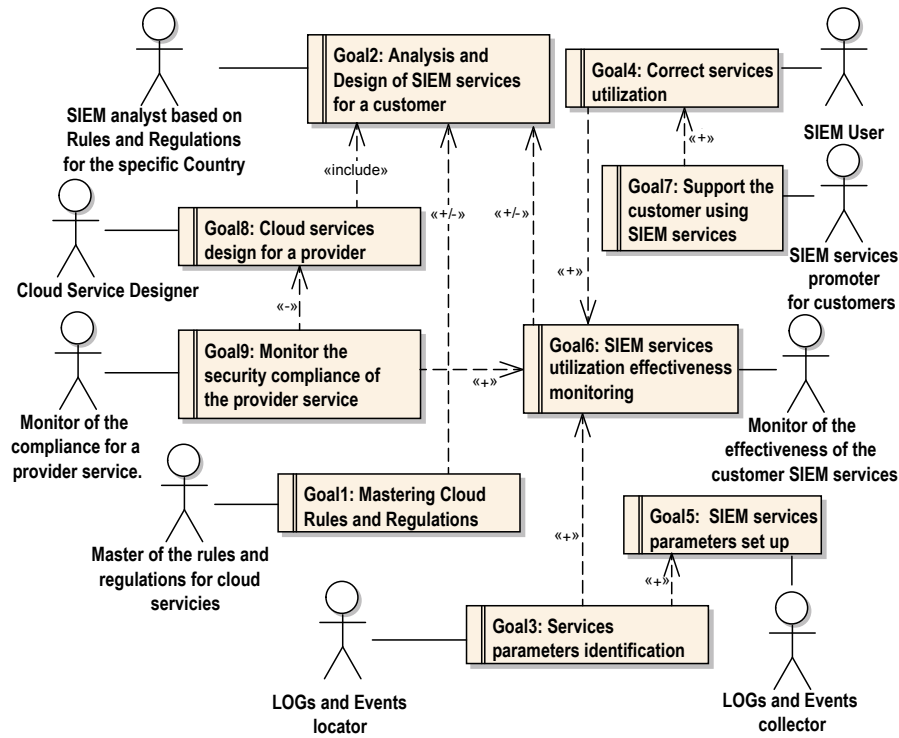 Goal2: Analysis and
Design of SIEM services
for a customer
Goal4: Correct services
utilization
SIEM analyst based on
Rules and Regulations
for the specific Country
SIEM User
«include»
«+/-»
«+/-»
«+»
Goal7: Support the
customer using
SIEM services
Goal8: Cloud services
design for a provider
Cloud Service Designer
SIEM services
promoter
for customers
«+»
«-»
Goal9: Monitor the
security compliance of
the provider service
«+»
Goal6: SIEM services
utilization effectiveness
monitoring
Monitor of the
compliance for a
provider service.
Monitor of the
effectiveness of the
customer SIEM services
Goal1: Mastering Cloud
Rules and Regulations
Master of the rules and
regulations for cloud
servicies
Goal5: SIEM services
parameters set up
«+»
«+»
Goal3: Services
parameters identification
LOGs and Events
locator
LOGs and Events
collector